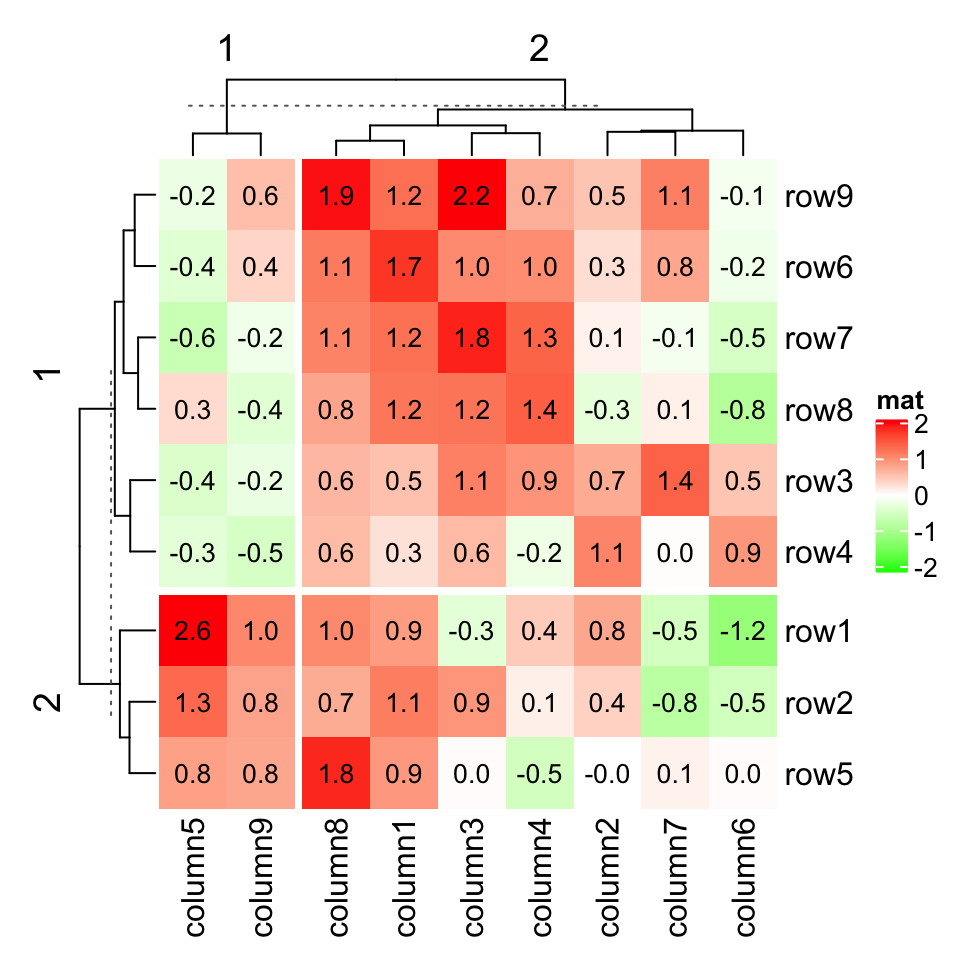 1 2
-0.2 0.6 1.9 1.2 2.2 0.7 0.5 1.1 -0.1 row9
-0.4 0.4 1.1 1.7 1.0 1.0 0.3 0.8 -0.2 row6
-0.6 -0.2 1.1 1.2 1.8 1.3 0.1 -0.1 -0.5 row7
1
0.3 -0.4 0.8 1.2 1.2 1.4 -0.3 0.1 -0.8 row8
-0.4 -0.2 0.6 0.5 1.1 0.9 0.7 1.4 0.5 row3
-0.3 -0.5 0.6 0.3 0.6 -0.2 1.1 0.0 0.9 row4
2.6 1.0 1.0 0.9 -0.3 0.4 0.8 -0.5 -1.2 row1
2
1.3 0.8 0.7 1.1 0.9 0.1 0.4 -0.8 -0.5 row2
0.8 0.8 1.8 0.9 0.0 -0.5 -0.0 0.1 0.0 row5
column5 column9 column8 column1 column3 column4 column2 column7 column6
mat
2
1
0
-1
-2